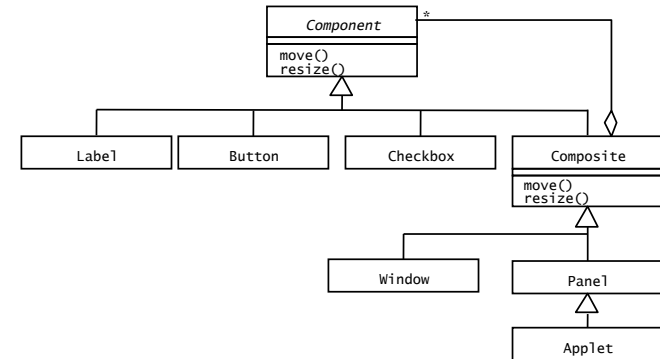 Component
*
move()
resize()
Label
Button
Checkbox
Composite
move()
resize()
Window
Panel
Applet